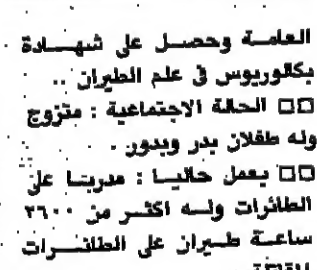 العامة وحصل على شهادة
بكالوريوس في علم الطيران ..
□□ الحالة الاجتماعية : متزوج
وله طفلان بدر وبدور .
□□ يعمل حاليا : مدربا على
الطائرات وله اكثر من ٢٦٠٠
ساعة طيران على الطائرات